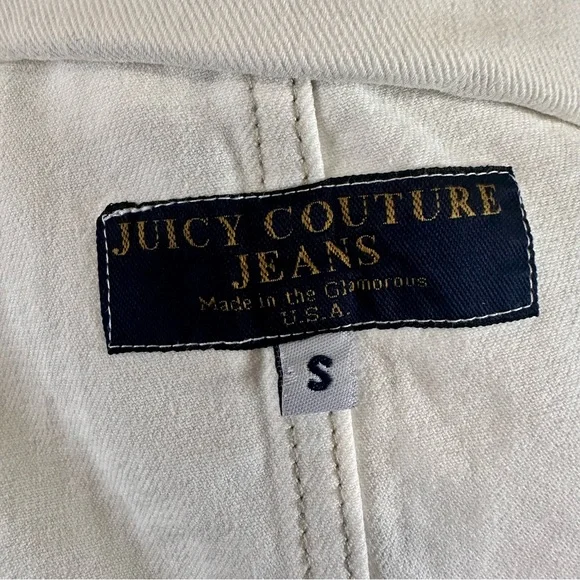 JUICY COUTURE
JEANS
Made in the Glamorous
U.S.A.
S